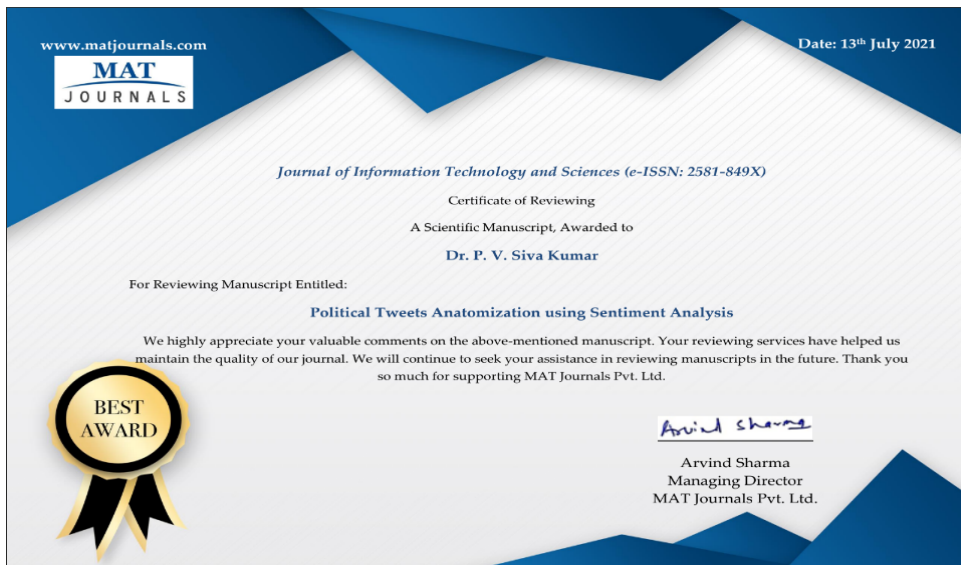 www.matjournals.com
Date: 13th July 2021
MAT
JOURNALS
Journal of Information Technology and Sciences (e-ISSN: 2581-849X)
Certificate of Reviewing
A Scientific Manuscript, Awarded to
Dr. P. V. Siva Kumar
For Reviewing Manuscript Entitled:
Political Tweets Anatomization using Sentiment Analysis
We highly appreciate your valuable comments on the above-mentioned manuscript. Your reviewing services have helped us
maintain the quality of our journal. We will continue to seek your assistance in reviewing manuscripts in the future. Thank you
so much for supporting MAT Journals Pvt. Ltd.
BEST
AWARD
Arvind Sharma
Arvind Sharma
Managing Director
MAT Journals Pvt. Ltd.